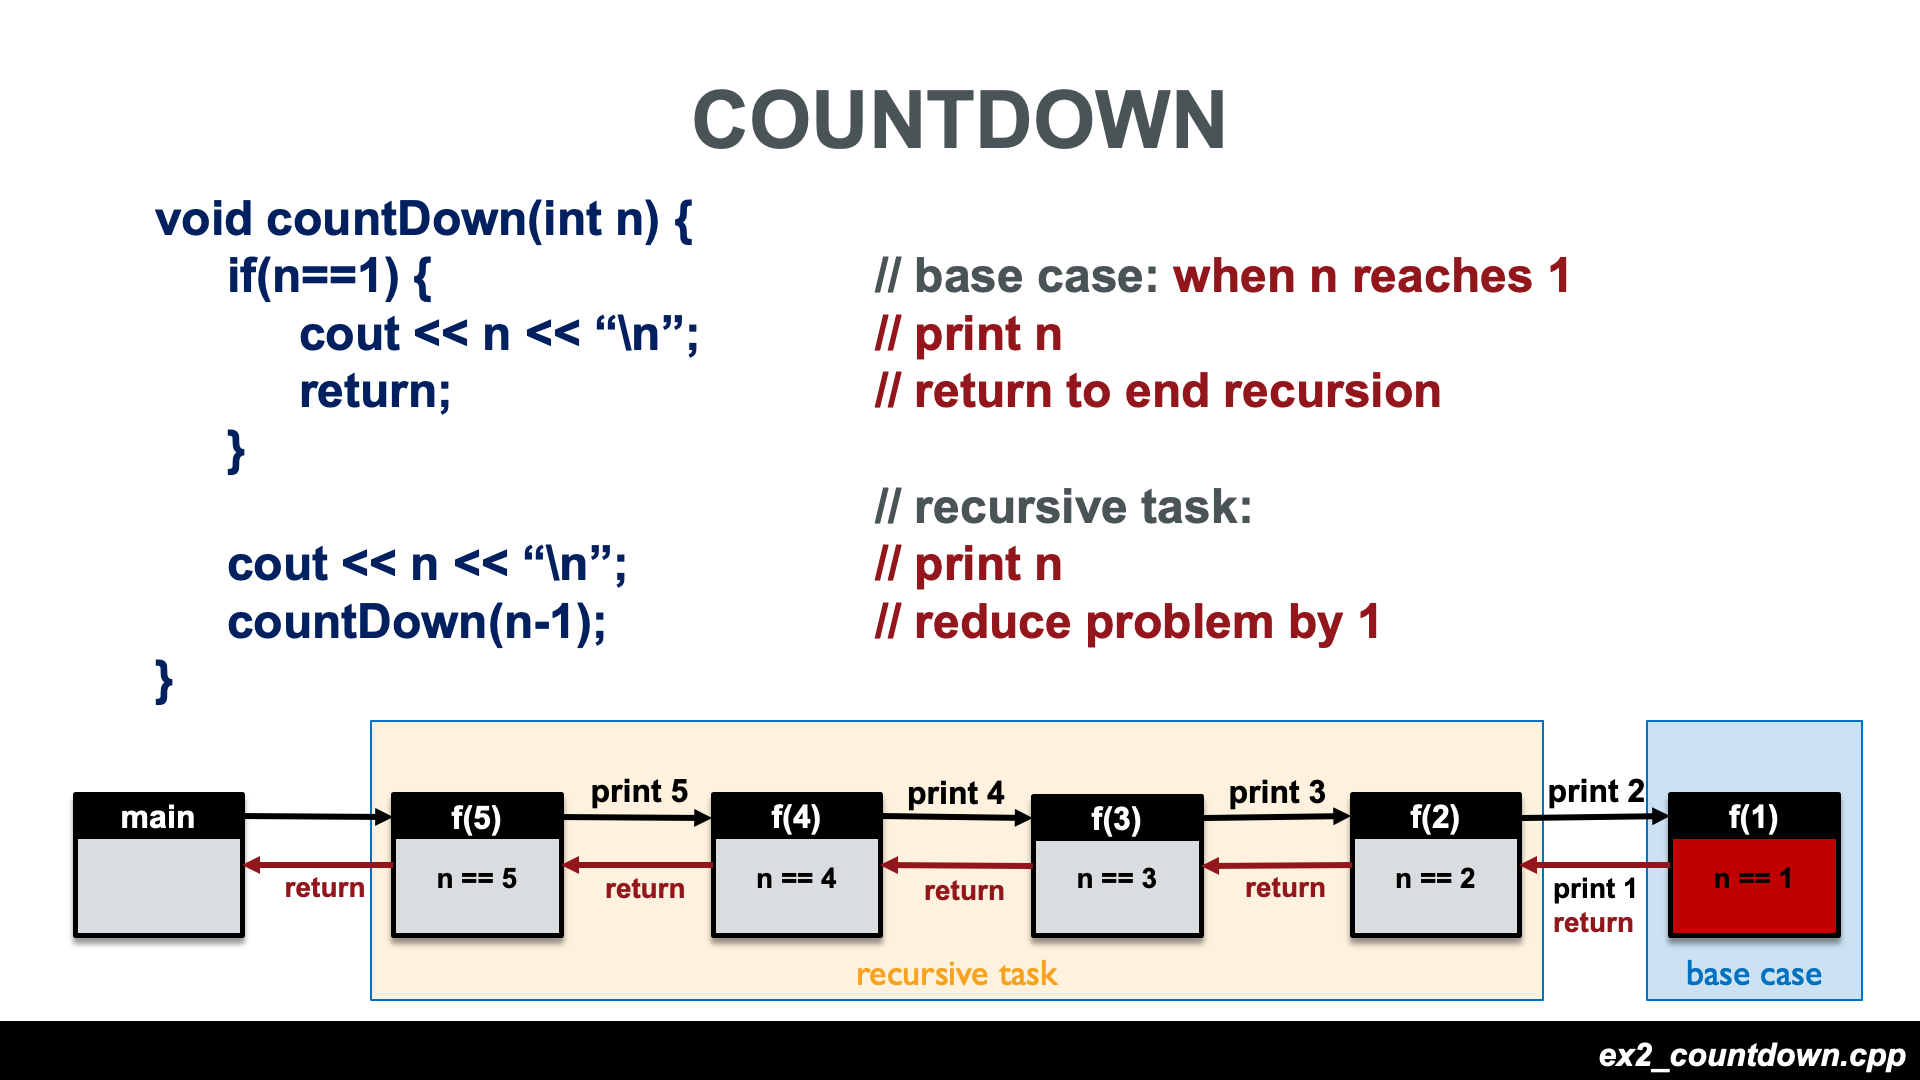 COUNTDOWN
void countDown(int n) {
if(n==1) { // base case: when n reaches 1
cout << n << “\n”; // print n
return; // return to end recursion
}
// recursive task:
cout << n << “\n”; // print n
countDown(n-1); // reduce problem by 1
}
print 5 print 4 print 3 print 2
main f(5) f(4) f(3) f(2) f(1)
n == 5 n == 4 n == 3 n == 2 n == 1
return return return return print 1
return
recursive task base case
ex2_countdown.cpp